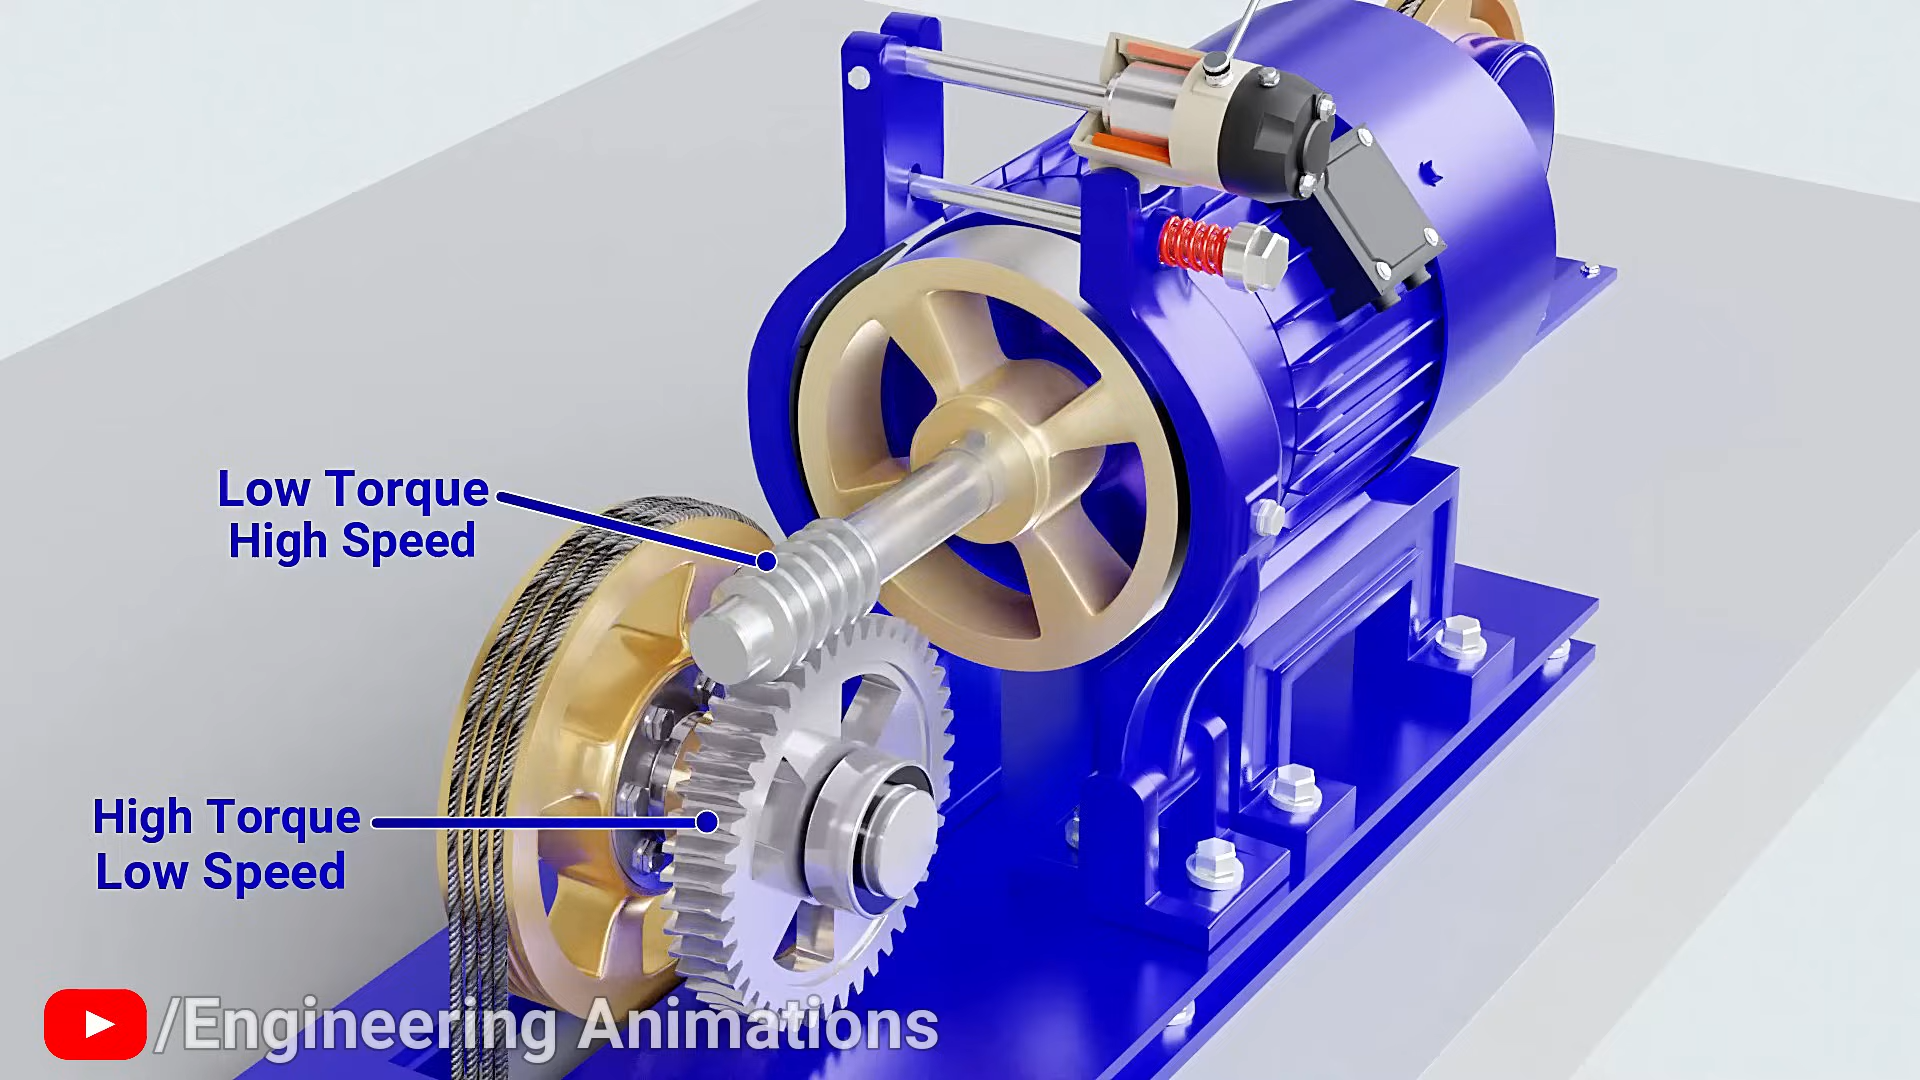 Low Torque
High Speed
High Torque
Low Speed
/Engineering Animations